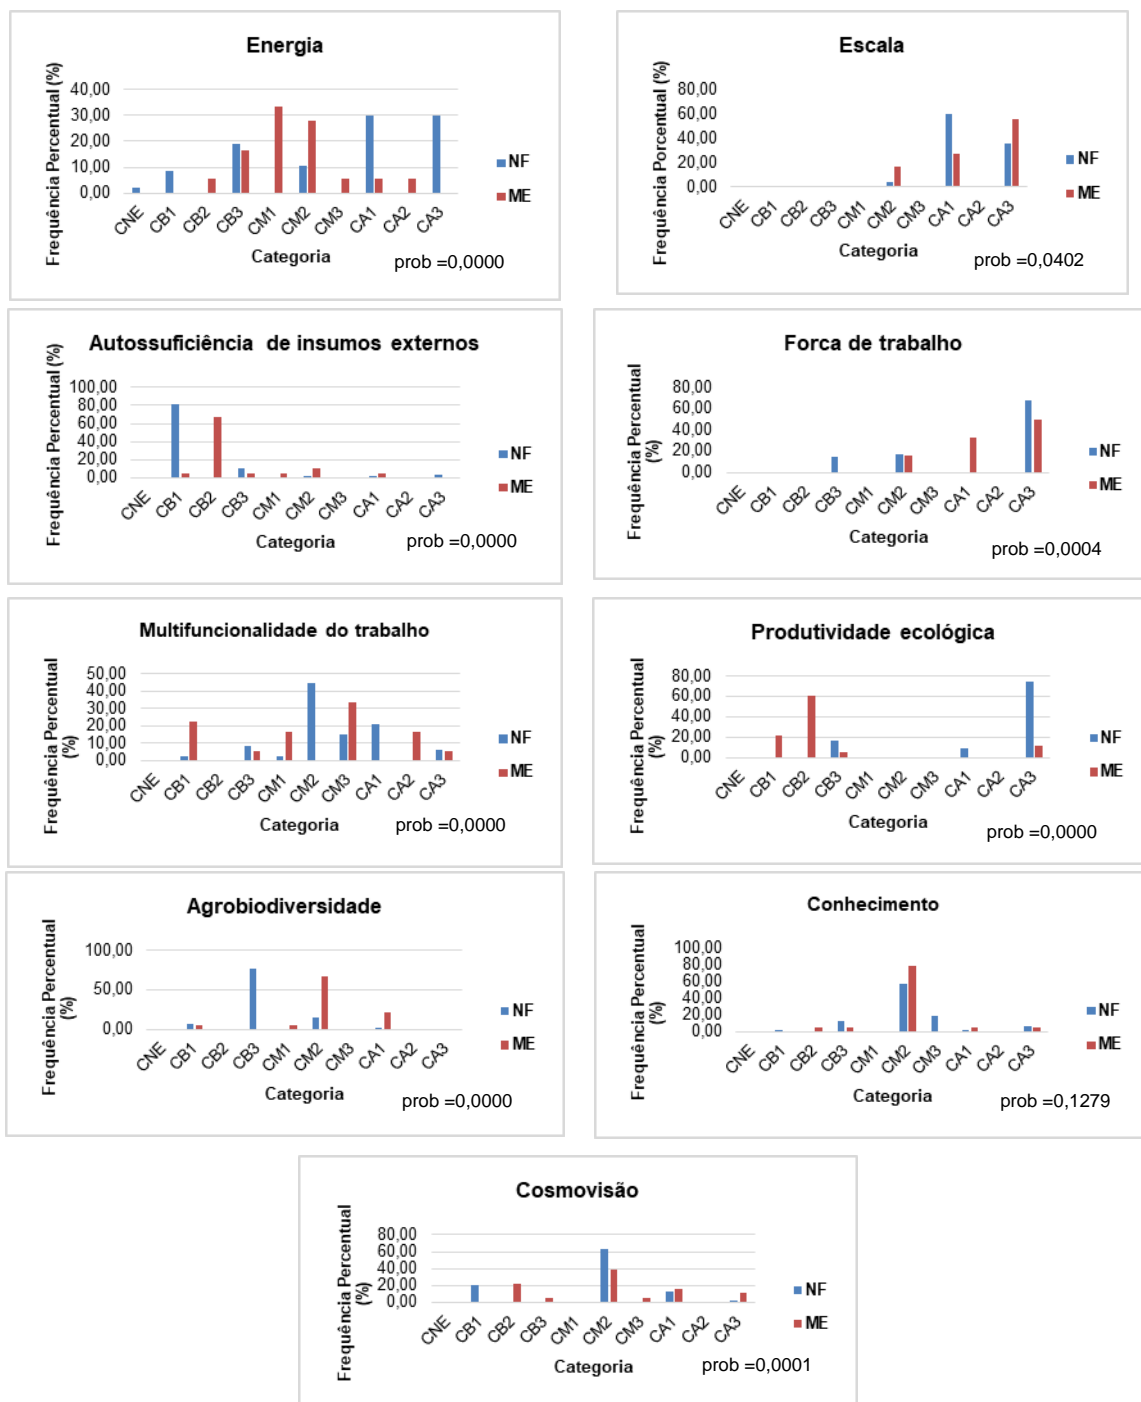 Energia
Frequência Percentual (%)
40,00
30,00
20,00
10,00
0,00
CNE CB1 CB2 CB3 CM1 CM2 CM3 CA1 CA2 CA3
Categoria
NF
ME
prob =0,0000
Escala
Frequência Porcentual (%)
80,00
60,00
40,00
20,00
0,00
CNE CB1 CB2 CB3 CM1 CM2 CM3 CA1 CA2 CA3
Categoria
NF
ME
prob =0,0402
Autossuficiência de insumos externos
Frequência Percentual (%)
100,00
80,00
60,00
40,00
20,00
0,00
CNE CB1 CB2 CB3 CM1 CM2 CM3 CA1 CA2 CA3
Categoria
NF
ME
prob =0,0000
Forca de trabalho
Frequência Percentual
(%)
80,00
60,00
40,00
20,00
0,00
CNE CB1 CB2 CB3 CM1 CM2 CM3 CA1 CA2 CA3
Categoria
NF
ME
prob =0,0004
Multifuncionalidade do trabalho
Frequência Percentual
(%)
50,00
40,00
30,00
20,00
10,00
0,00
CNE CB1 CB2 CB3 CM1 CM2 CM3 CA1 CA2 CA3
Categoria
NF
ME
prob =0,0000
Produtividade ecológica
Frequência Percentual
(%)
80,00
60,00
40,00
20,00
0,00
CNE CB1 CB2 CB3 CM1 CM2 CM3 CA1 CA2 CA3
Categoria
NF
ME
prob =0,0000
Agrobiodiversidade
Frequência Percentual
(%)
100,00
50,00
0,00
CNE CB1 CB2 CB3 CM1 CM2 CM3 CA1 CA2 CA3
Categoria
NF
ME
prob =0,0000
Conhecimento
Frequência Percentual
(%)
100,00
80,00
60,00
40,00
20,00
0,00
CNE CB1 CB2 CB3 CM1 CM2 CM3 CA1 CA2 CA3
Categoria
NF
ME
prob =0,1279
Cosmovisão
Frequência Percentual
(%)
80,00
60,00
40,00
20,00
0,00
CNE CB1 CB2 CB3 CM1 CM2 CM3 CA1 CA2 CA3
Categoria
NF
ME
prob =0,0001